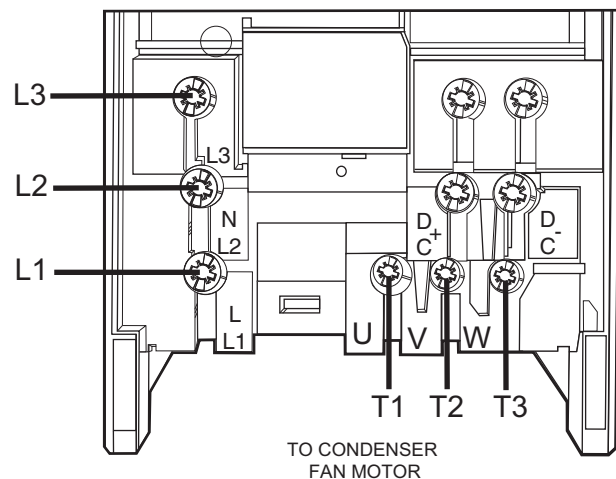 L3
L3
L2
N
L2
D
C
+
D
C
-
L1
L
L1
U
V
W
T1
T2
T3
TO CONDENSER
FAN MOTOR